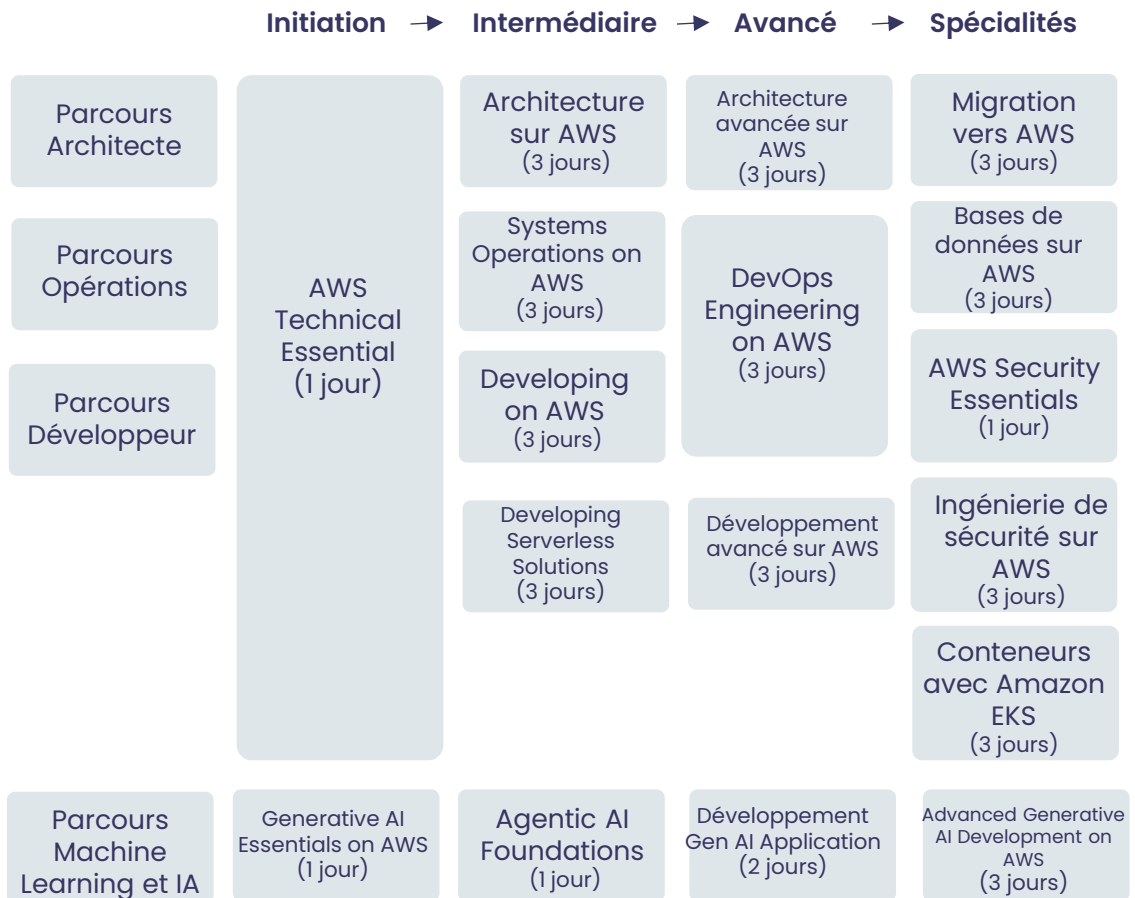 Initiation → Intermédiaire → Avancé → Spécialités
Parcours
Architecte
Architecture
sur AWS
(3 jours)
Architecture
avancée sur
AWS
(3 jours)
Migration
vers AWS
(3 jours)
Parcours
Opérations
AWS
Technical
Essential
(1 jour)
Systems
Operations on
AWS
(3 jours)
DevOps
Engineering
on AWS
(3 jours)
Bases de
données sur
AWS
(3 jours)
Parcours
Développeur
Developing
on AWS
(3 jours)
AWS Security
Essentials
(1 jour)
Developing
Serverless
Solutions
(3 jours)
Développement
avancé sur AWS
(3 jours)
Ingénierie de
sécurité sur
AWS
(3 jours)
Conteneurs
avec Amazon
EKS
(3 jours)
Parcours
Machine
Learning et IA
Generative AI
Essentials on AWS
(1 jour)
Agentic AI
Foundations
(1 jour)
Développement
Gen AI Application
(2 jours)
Advanced Generative
AI Development on
AWS
(3 jours)